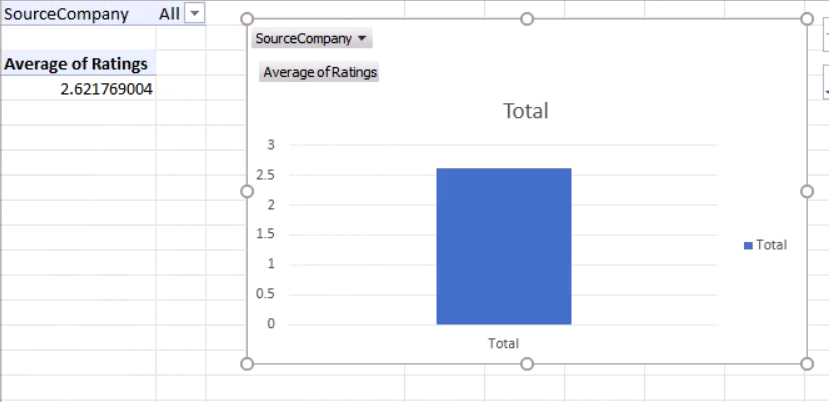 SourceCompany All
Average of Ratings
2.621769004
SourceCompany
Average of Ratings
Total
3
2.5
2
1.5
1
0.5
0
Total
Total